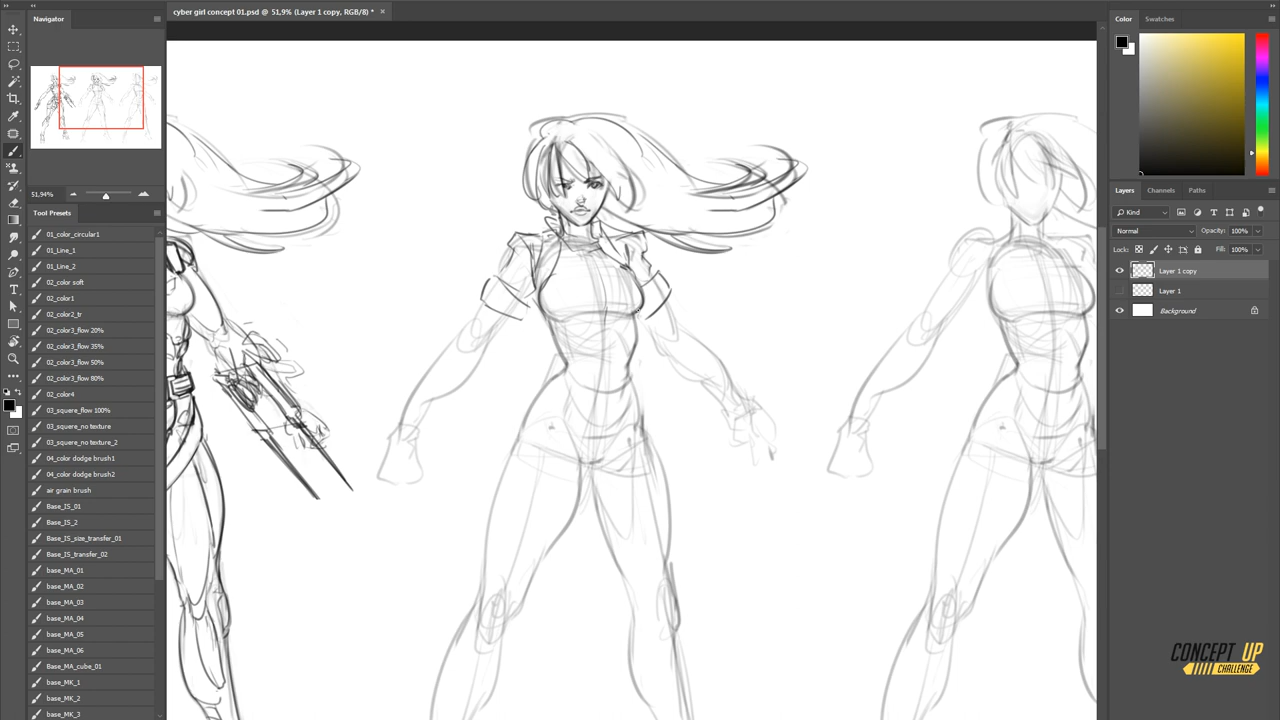 cyber girl concept 01.psd @ 51,9% (Layer 1 copy, RGB/8) *
Navigator
51,94%
Tool Presets
01_color_circular1
01_Line_1
01_Line_2
02_color soft
02_color1
02_color2_tr
02_color3_flow 20%
02_color3_flow 35%
02_color3_flow 50%
02_color3_flow 80%
02_color4
03_squere_flow 100%
03_squere_no texture
03_squere_no texture_2
04_color dodge brush1
04_color dodge brush2
air grain brush
Base_IS_01
Base_IS_2
Base_IS_size_transfer_01
Base_IS_transfer_02
base_MA_01
base_MA_02
base_MA_03
base_MA_04
base_MA_05
base_MA_06
Base_MA_cube_01
base_MK_1
base_MK_2
base_MK_3
Color Swatches
Layers Channels Paths
Kind
Normal Opacity: 100%
Lock: Fill: 100%
Layer 1 copy
Layer 1
Background
CONCEPT UP
CHALLENGE